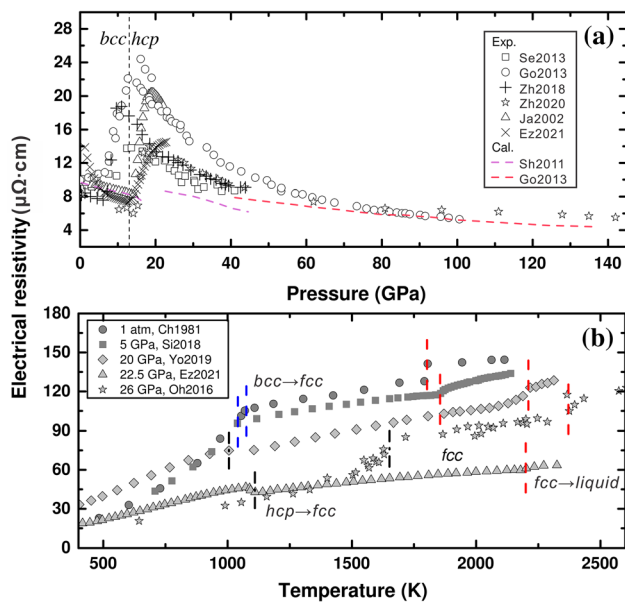 bcc hcp
(a)
Exp.
Se2013
Go2013
Zh2018
Zh2020
Ja2002
Ez2021
Cal.
Sh2011
Go2013
28
24
20
16
12
8
4
0 20 40 60 80 100 120 140
Pressure (GPa)
Electrical resistivity (μΩ·cm)
180
150
120
90
60
30
0
1 atm, Ch1981
5 GPa, Si2018
20 GPa, Yo2019
22.5 GPa, Ez2021
26 GPa, Oh2016
(b)
bcc→fcc
fcc
hcp→fcc
fcc→liquid
500 1000 1500 2000 2500
Temperature (K)